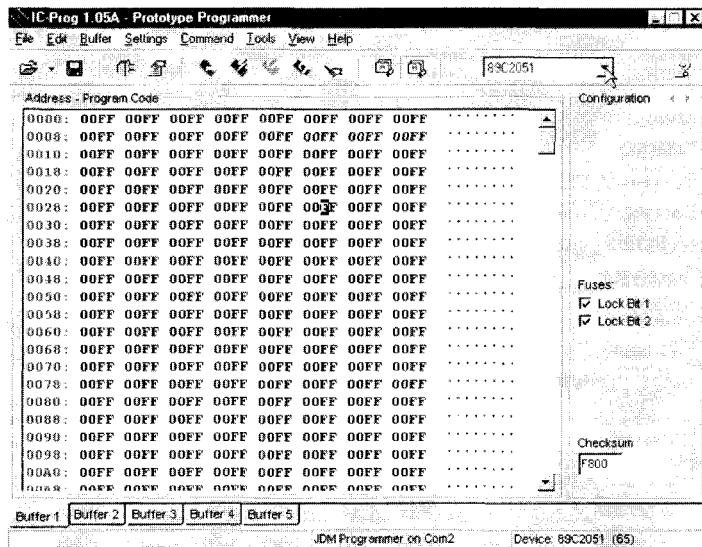 IC-Prog 1.05A - Prototype Programmer
File Edit Buffer Settings Command Tools View Help
89C2051
Address - Program Code
Configuration
0000: 00FF 00FF 00FF 00FF 00FF 00FF 00FF 00FF ........
0008: 00FF 00FF 00FF 00FF 00FF 00FF 00FF 00FF ........
0010: 00FF 00FF 00FF 00FF 00FF 00FF 00FF 00FF ........
0018: 00FF 00FF 00FF 00FF 00FF 00FF 00FF 00FF ........
0020: 00FF 00FF 00FF 00FF 00FF 00FF 00FF 00FF ........
0028: 00FF 00FF 00FF 00FF 00FF 00FF 00FF 00FF ........
0030: 00FF 00FF 00FF 00FF 00FF 00FF 00FF 00FF ........
0038: 00FF 00FF 00FF 00FF 00FF 00FF 00FF 00FF ........
0040: 00FF 00FF 00FF 00FF 00FF 00FF 00FF 00FF ........
0048: 00FF 00FF 00FF 00FF 00FF 00FF 00FF 00FF ........
0050: 00FF 00FF 00FF 00FF 00FF 00FF 00FF 00FF ........
0058: 00FF 00FF 00FF 00FF 00FF 00FF 00FF 00FF ........
0060: 00FF 00FF 00FF 00FF 00FF 00FF 00FF 00FF ........
0068: 00FF 00FF 00FF 00FF 00FF 00FF 00FF 00FF ........
0070: 00FF 00FF 00FF 00FF 00FF 00FF 00FF 00FF ........
0078: 00FF 00FF 00FF 00FF 00FF 00FF 00FF 00FF ........
0080: 00FF 00FF 00FF 00FF 00FF 00FF 00FF 00FF ........
0088: 00FF 00FF 00FF 00FF 00FF 00FF 00FF 00FF ........
0090: 00FF 00FF 00FF 00FF 00FF 00FF 00FF 00FF ........
0098: 00FF 00FF 00FF 00FF 00FF 00FF 00FF 00FF ........
00A0: 00FF 00FF 00FF 00FF 00FF 00FF 00FF 00FF ........
00A8: 00FF 00FF 00FF 00FF 00FF 00FF 00FF 00FF ........
Fuses:
Lock Bit 1
Lock Bit 2
Checksum
F800
Buffer 1 Buffer 2 Buffer 3 Buffer 4 Buffer 5
JDM Programmer on Com2 Device: 89C2051 (65)